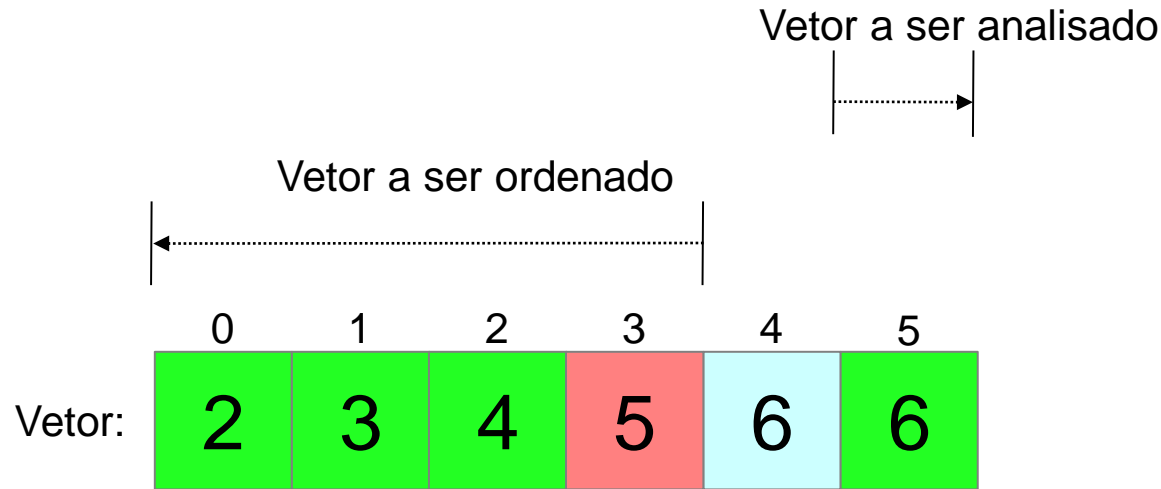 Vetor a ser analisado
Vetor a ser ordenado
0 1 2 3 4 5
Vetor: 2 3 4 5 6 6